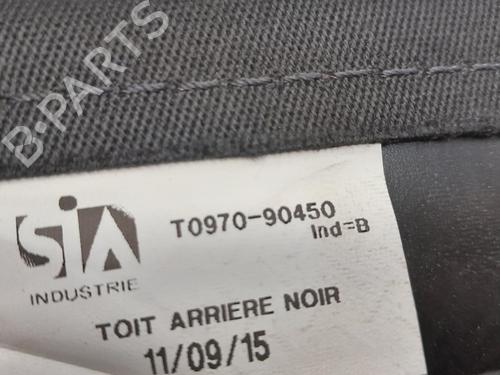 B-PARTS
SiA
INDUSTRIE
T0970-90450
Ind=B
TOIT ARRIERE NOIR
11/09/15